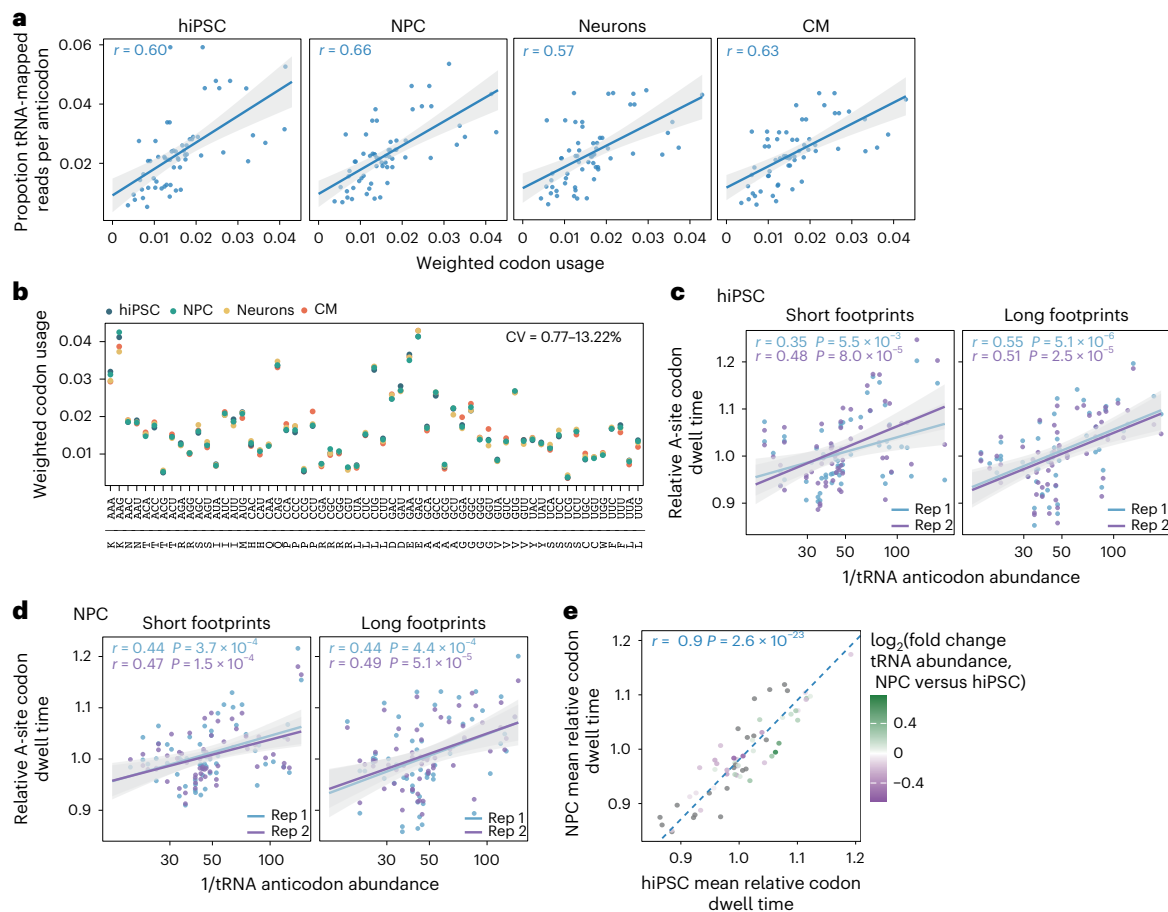 a
hiPSC NPC Neurons CM
Propotion tRNA-mapped
reads per anticodon
0.06
0.04
0.02
r = 0.60
r = 0.66
r = 0.57
r = 0.63
0 0.01 0.02 0.03 0.04
0 0.01 0.02 0.03 0.04
0 0.01 0.02 0.03 0.04
0 0.01 0.02 0.03 0.04
Weighted codon usage
b
hiPSC NPC Neurons CM
CV = 0.77–13.22%
Weighted codon usage
0.04
0.03
0.02
0.01
c
hiPSC
Short footprints
Long footprints
Relative A-site codon
dwell time
1.2
1.1
1.0
0.9
r = 0.35 P = 5.5 × 10⁻³
r = 0.48 P = 8.0 × 10⁻⁵
Rep 1
Rep 2
r = 0.55 P = 5.1 × 10⁻⁶
r = 0.51 P = 2.5 × 10⁻⁵
Rep 1
Rep 2
30 50 100
30 50 100
1/tRNA anticodon abundance
d
NPC
Short footprints
Long footprints
Relative A-site codon
dwell time
1.2
1.1
1.0
0.9
r = 0.44 P = 3.7 × 10⁻⁴
r = 0.47 P = 1.5 × 10⁻⁴
Rep 1
Rep 2
r = 0.44 P = 4.4 × 10⁻⁴
r = 0.49 P = 5.1 × 10⁻⁵
Rep 1
Rep 2
30 50 100
30 50 100
1/tRNA anticodon abundance
e
NPC mean relative codon
dwell time
1.2
1.1
1.0
0.9
r = 0.9 P = 2.6 × 10⁻²³
0.9 1.0 1.1 1.2
hiPSC mean relative codon
dwell time
log₂(fold change
tRNA abundance,
NPC versus hiPSC)
0.4
0
−0.4